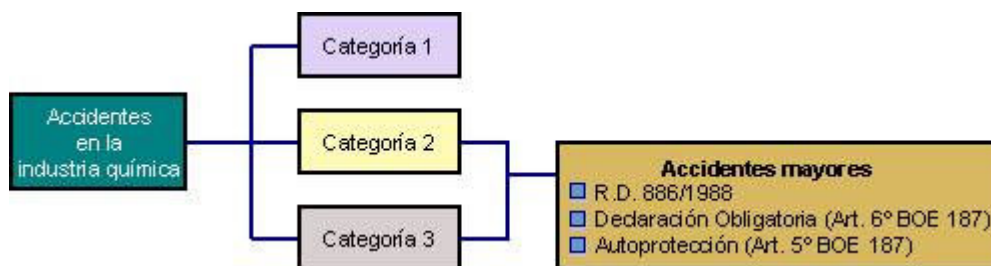 Accidentes
en la
industria química
Categoría 1
Categoría 2
Categoría 3
Accidentes mayores
R.D. 886/1988
Declaración Obligatoria (Art. 6º BOE 187)
Autoprotección (Art. 5º BOE 187)